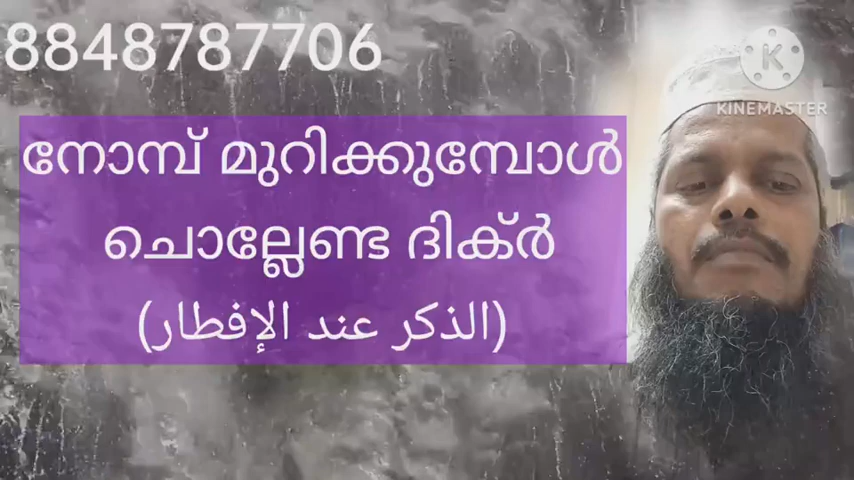 8848787706
KINEMASTER
നോമ്പ് മുറിക്കുമ്പോൾ
ചൊല്ലേണ്ട ദിക്ർ
(الذكر عند الإفطار)